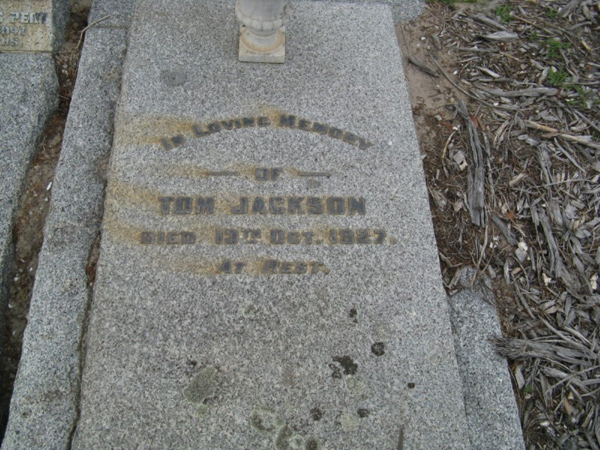 In Loving Memory
OF
TOM JACKSON
DIED 13TH OCT. 1927.
AT REST.